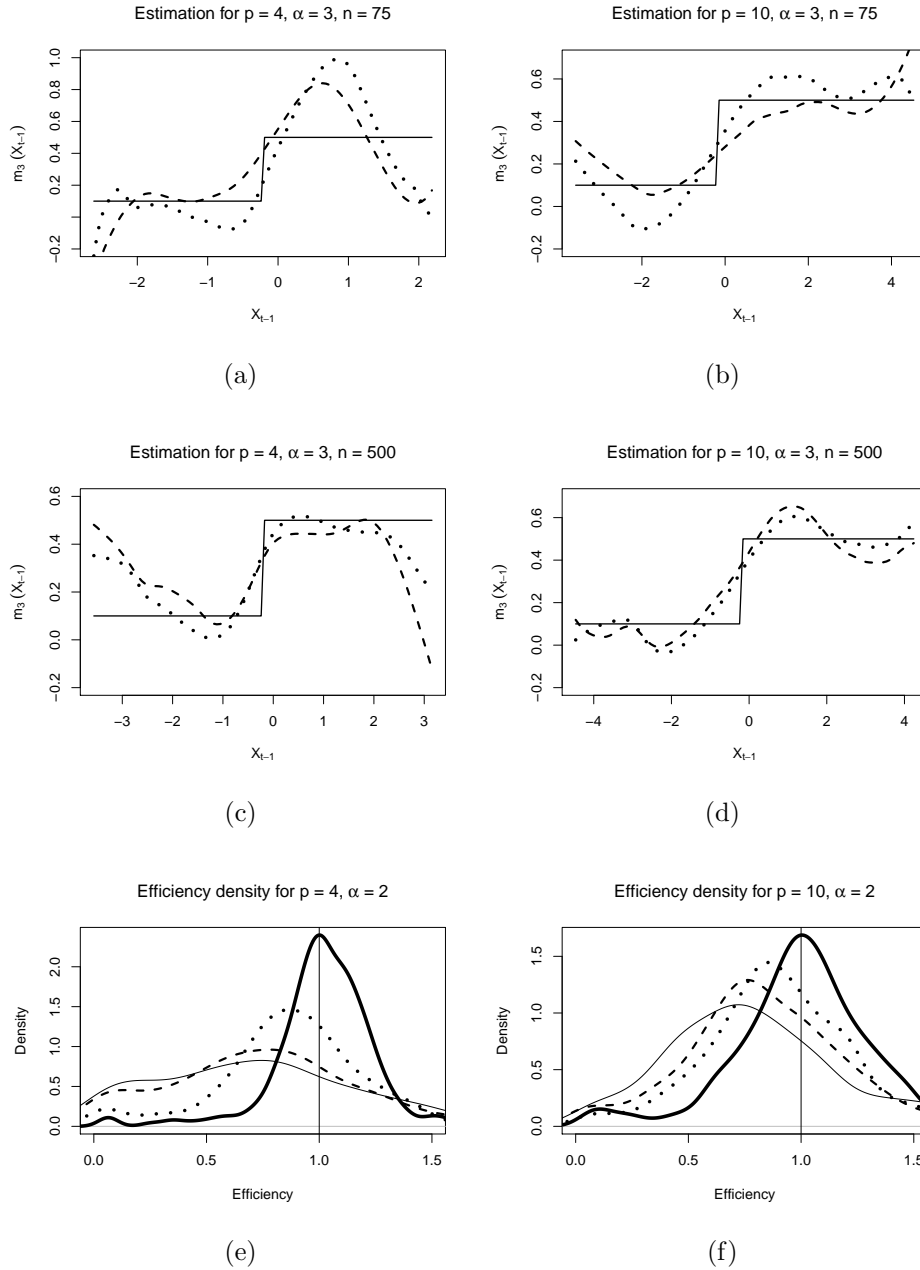 Estimation for p = 4, α = 3, n = 75
m3 (Xt−1)
−0.2 0.2 0.4 0.6 0.8 1.0
−2 −1 0 1 2
Xt−1
(a)
Estimation for p = 10, α = 3, n = 75
m3 (Xt−1)
−0.2 0.0 0.2 0.4 0.6
−2 0 2 4
Xt−1
(b)
Estimation for p = 4, α = 3, n = 500
m3 (Xt−1)
−0.2 0.0 0.2 0.4 0.6
−3 −2 −1 0 1 2 3
Xt−1
(c)
Estimation for p = 10, α = 3, n = 500
m3 (Xt−1)
−0.2 0.0 0.2 0.4 0.6
−4 −2 0 2 4
Xt−1
(d)
Efficiency density for p = 4, α = 2
Density
0.0 0.5 1.0 1.5 2.0
0.0 0.5 1.0 1.5
Efficiency
(e)
Efficiency density for p = 10, α = 2
Density
0.0 0.5 1.0 1.5
0.0 0.5 1.0 1.5
Efficiency
(f)